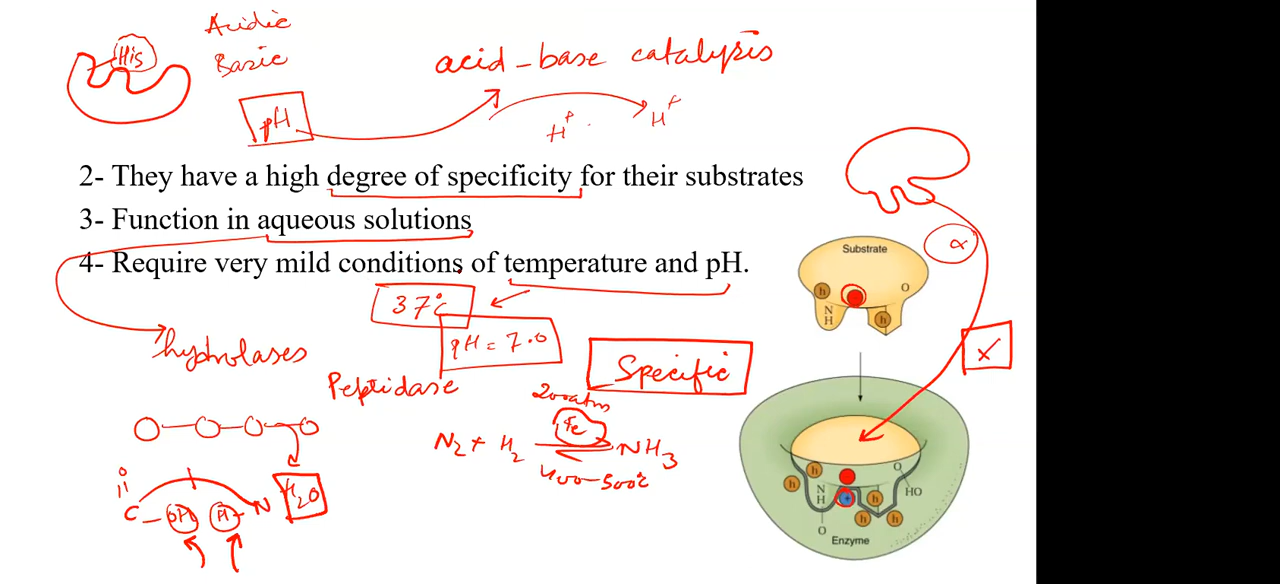 His
Acidic
Basic
acid-base catalysis
pH
H+
H+
2- They have a high degree of specificity for their substrates
3- Function in aqueous solutions
4- Require very mild conditions of temperature and pH.
α
Substrate
h
O
N
H
h
37°C
pH = 7.0
X
hydrolases
Peptidase
Specific
200atm
Fe
N2 + H2 NH3
400-500°C
O
C - OH H - N
H2O
h
h
N
H
O
+
h
h
h
O
HO
Enzyme